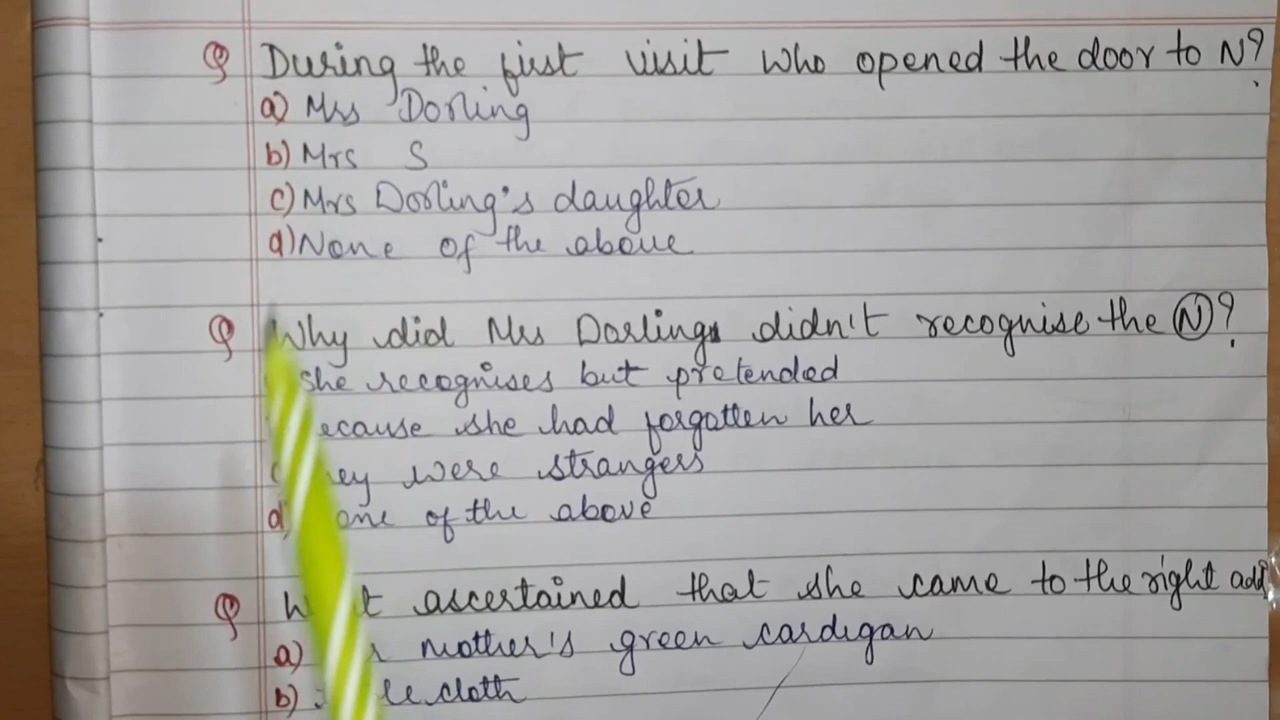 Q During the first visit who opened the door to N?
a) Mrs Dorling
b) Mrs S
c) Mrs Dorling's daughter
d) None of the above
Q Why did Mrs Dorlings didn't recognise the N?
she recognises but pretended
ecause she had forgotten her
ey were strangers
d) one of the above
Q ascertained that she came to the right add
a) mother's green cardigan
b) cloth